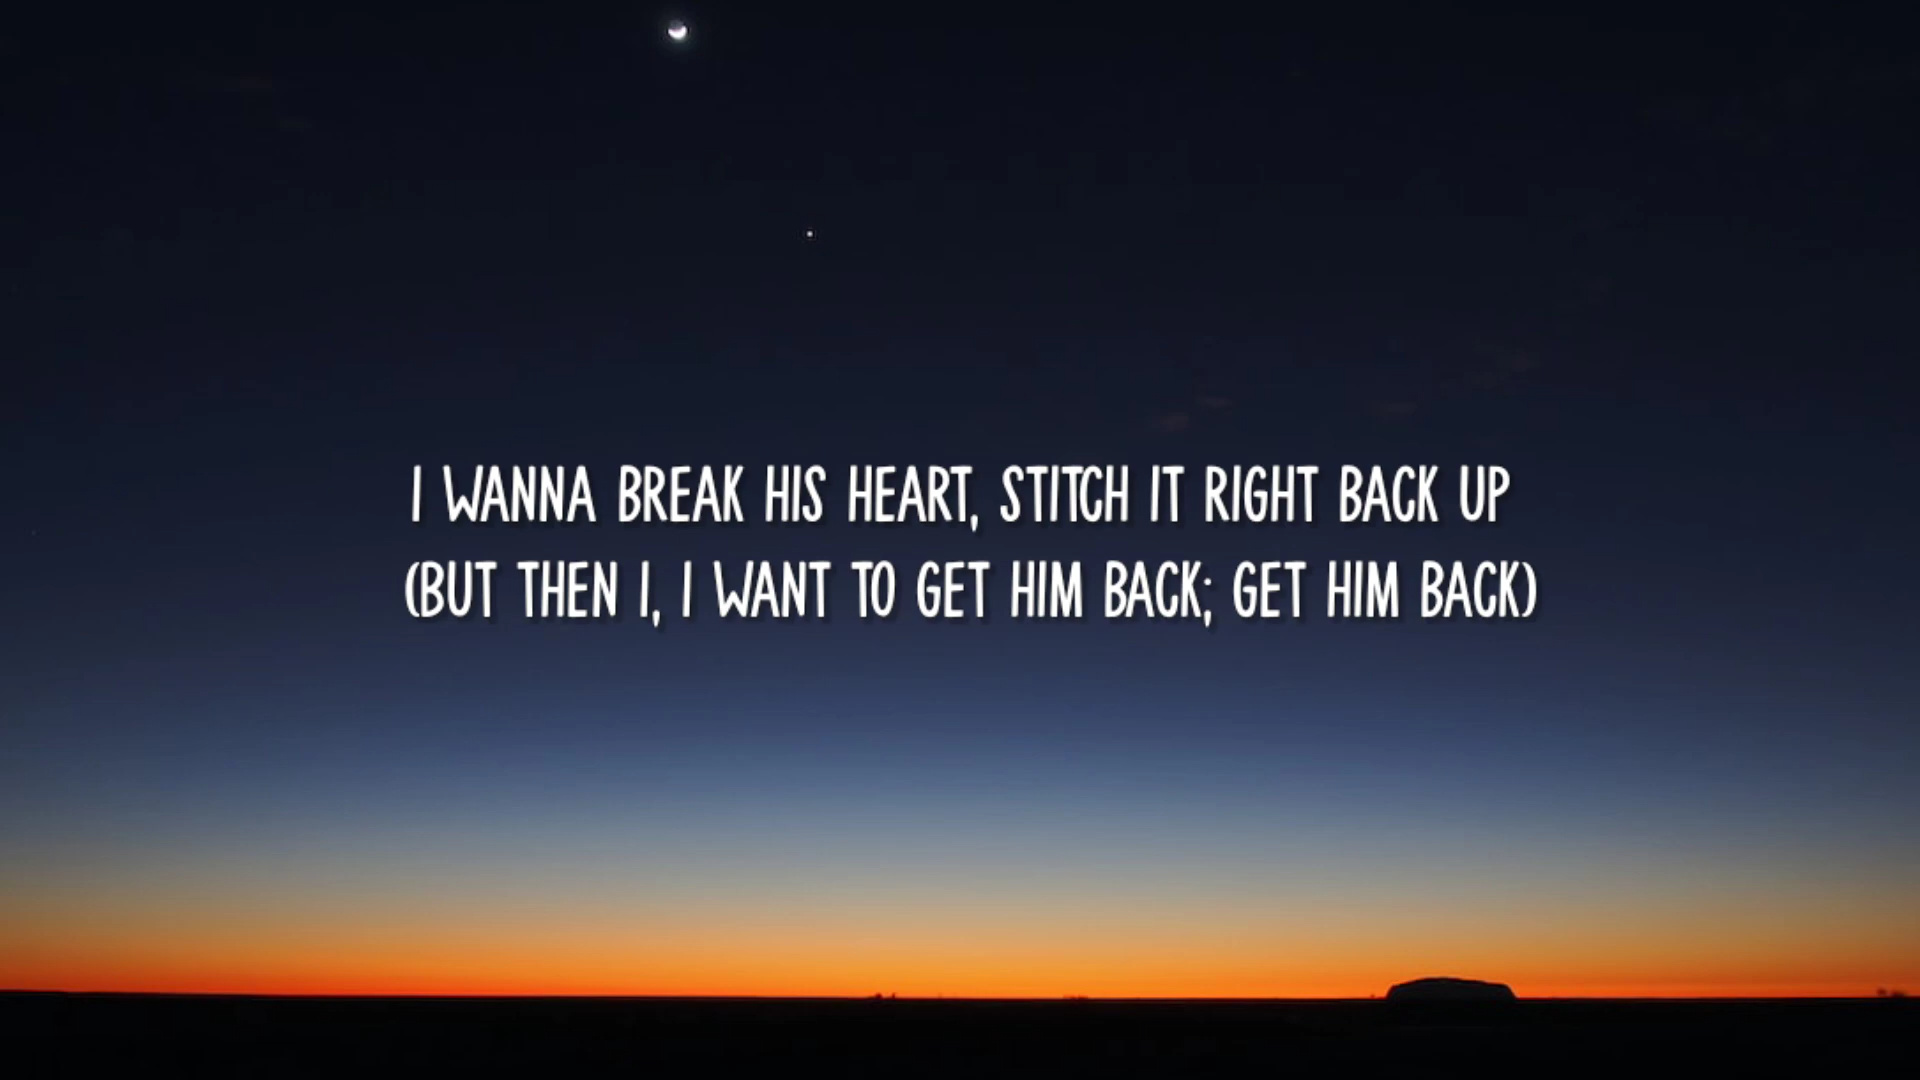 I WANNA BREAK HIS HEART, STITCH IT RIGHT BACK UP
(BUT THEN I, I WANT TO GET HIM BACK; GET HIM BACK)